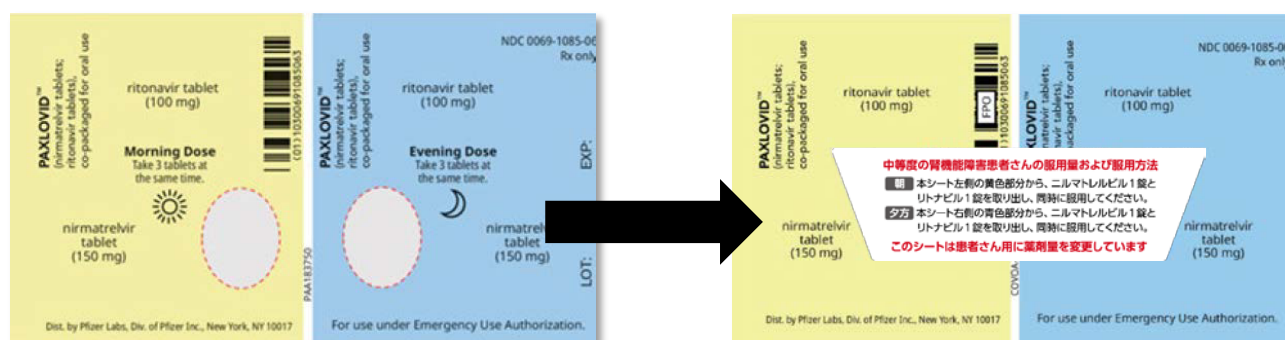 PAXLOVID™
(nirmatrelvir tablets;
ritonavir tablets),
co-packaged for oral use
ritonavir tablet
(100 mg)
(01)10300691085063
Morning Dose
Take 3 tablets at
the same time.
nirmatrelvir
tablet
(150 mg)
PAA183750
Dist. by Pfizer Labs, Div. of Pfizer Inc., New York, NY 10017
NDC 0069-1085-06
Rx only
PAXLOVID™
(nirmatrelvir tablets;
ritonavir tablets),
co-packaged for oral use
ritonavir tablet
(100 mg)
EXP:
Evening Dose
Take 3 tablets at
the same time.
nirmatrelvir
tablet
(150 mg)
LOT:
For use under Emergency Use Authorization.
PAXLOVID™
(nirmatrelvir tablets;
ritonavir tablets),
co-packaged for oral use
ritonavir tablet
(100 mg)
FPO
10300691085063
nirmatrelvir
tablet
(150 mg)
Dist. by Pfizer Labs, Div. of Pfizer Inc., New York, NY 10017
NDC 0069-1085-06
Rx only
tablets;
tablets),
co-packaged for oral use
ritonavir tablet
(100 mg)
中等度の腎機能障害患者さんの服用量および服用方法
朝 本シート左側の黄色部分から、ニルマトレルビル1錠と
リトナビル1錠を取り出し、同時に服用してください。
夕方 本シート右側の青色部分から、ニルマトレルビル1錠と
リトナビル1錠を取り出し、同時に服用してください。
このシートは患者さん用に薬剤量を変更しています
nirmatrelvir
tablet
(150 mg)
For use under Emergency Use Authorization.